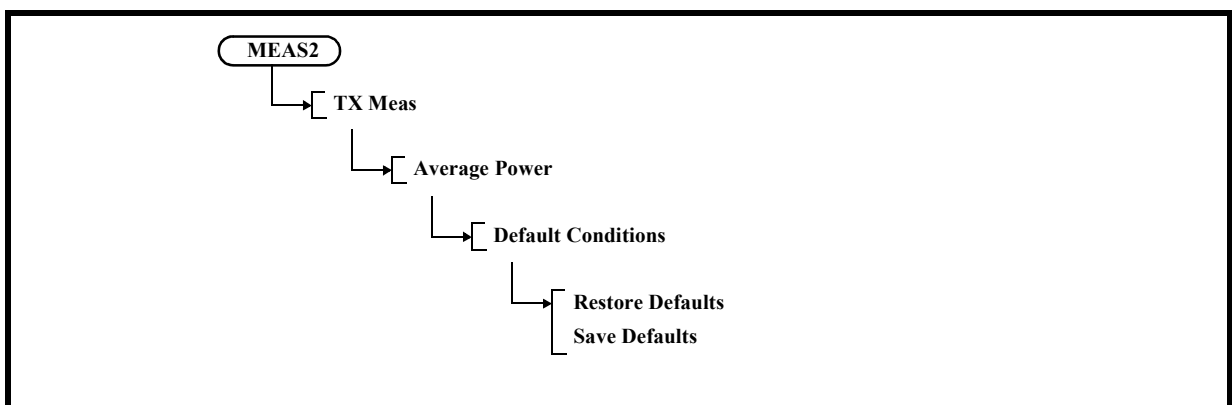 MEAS2
TX Meas
Average Power
Default Conditions
Restore Defaults
Save Defaults